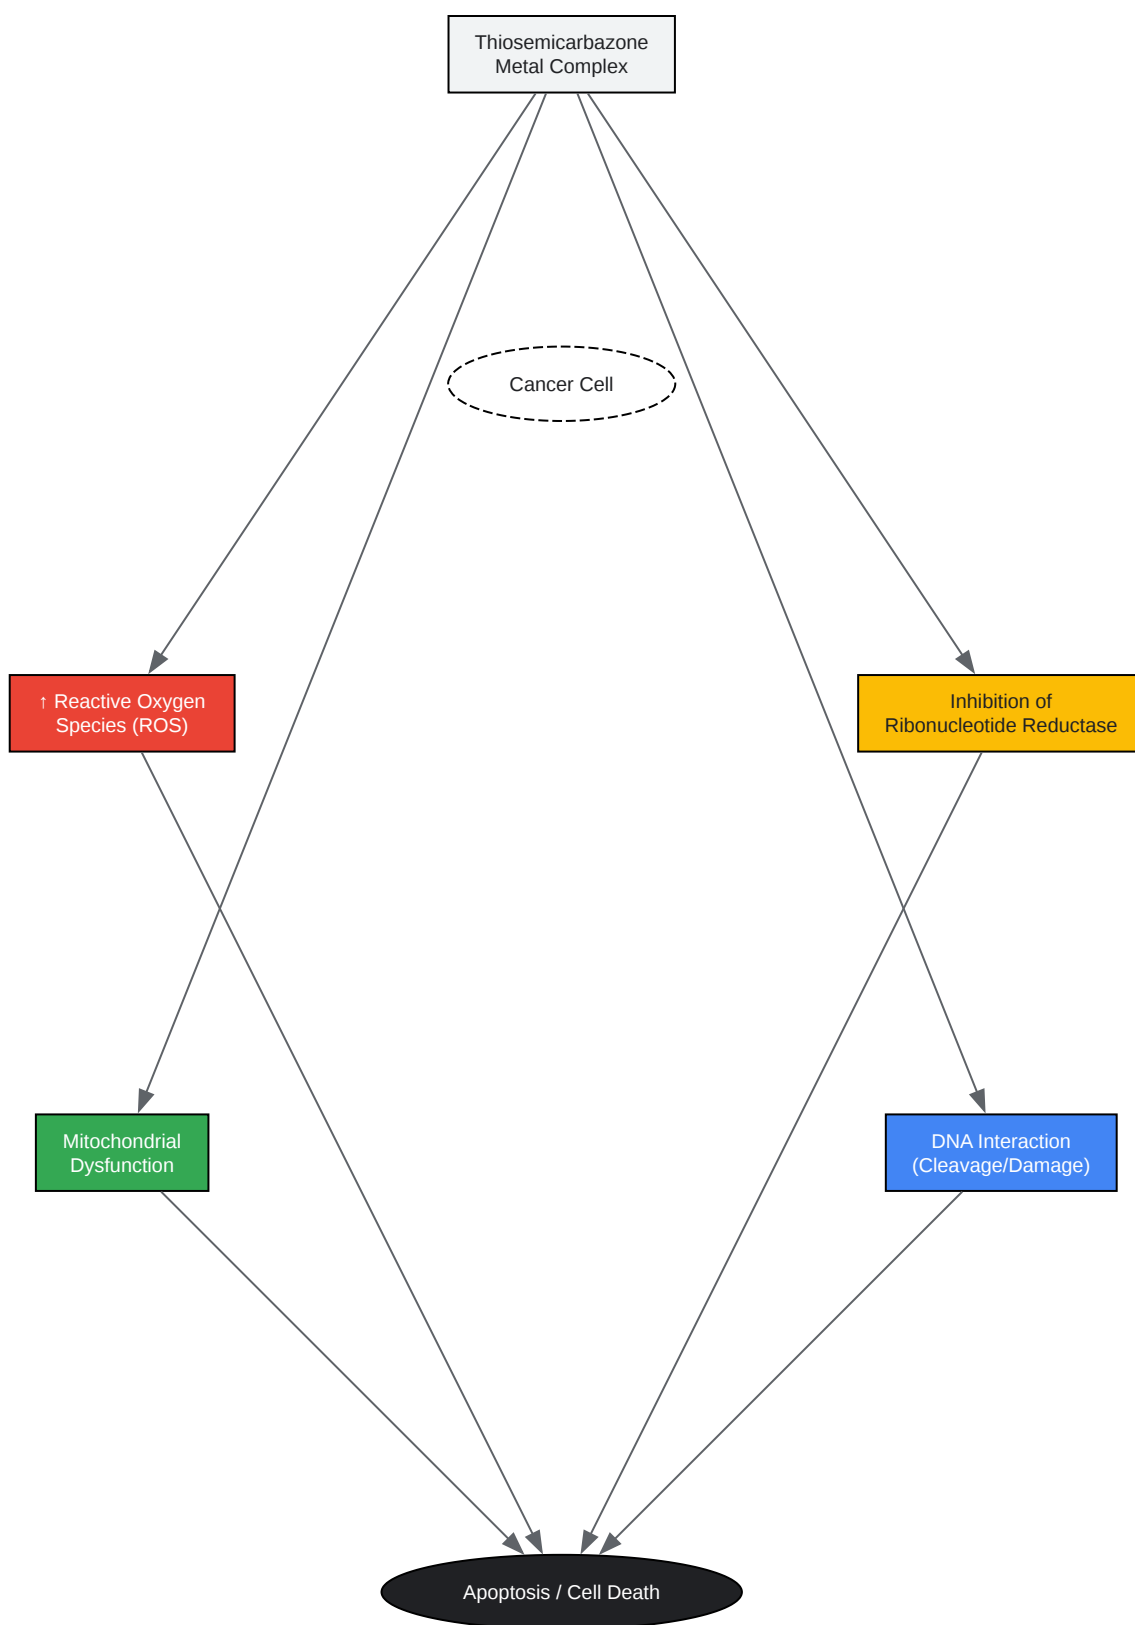 Thiosemicarbazone
Metal Complex
Cancer Cell
↑ Reactive Oxygen
Species (ROS)
Inhibition of
Ribonucleotide Reductase
Mitochondrial
Dysfunction
DNA Interaction
(Cleavage/Damage)
Apoptosis / Cell Death